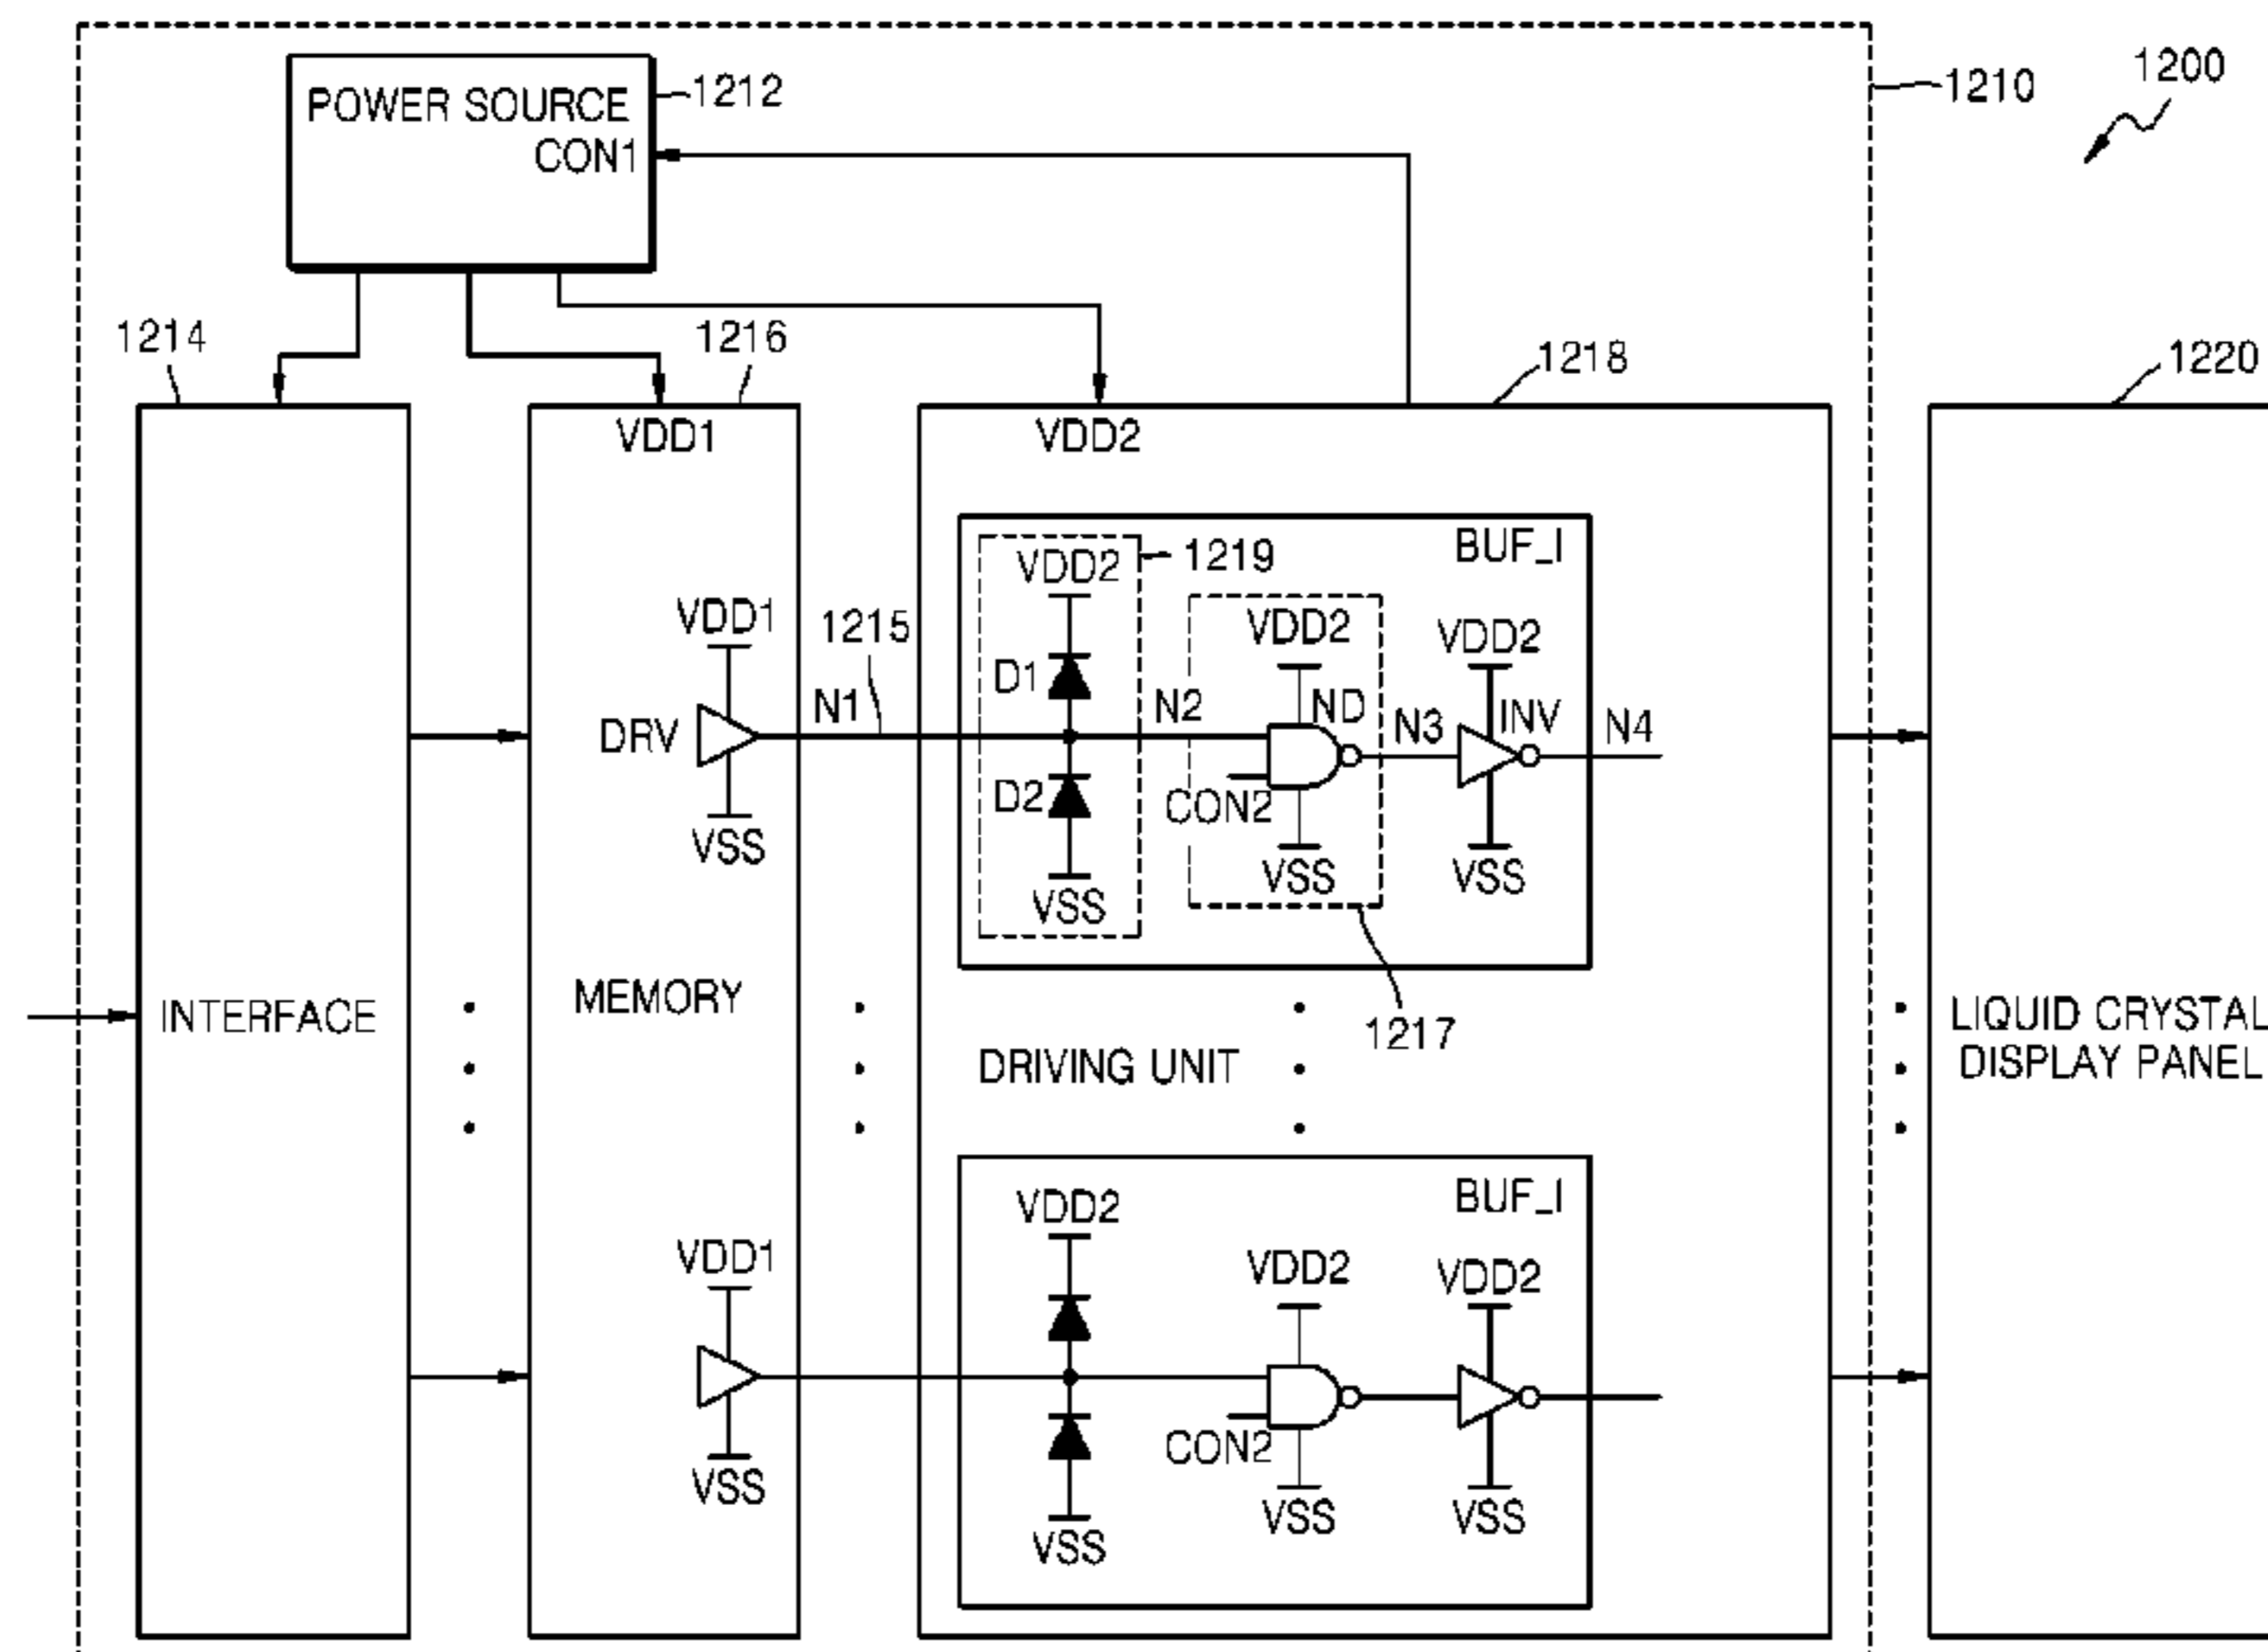 POWER SOURCE
CON1
1212
1210
1200
1214
1216
1218
1220
VDD1
VDD2
BUF_I
VDD2
1219
VDD1
1215
VDD2
VDD2
D1
N1
N2
ND
N3
INV
N4
DRV
D2
CON2
VSS
VSS
VSS
VSS
INTERFACE
MEMORY
1217
DRIVING UNIT
LIQUID CRYSTAL
DISPLAY PANEL
BUF_I
VDD2
VDD1
VDD2
VDD2
CON2
VSS
VSS
VSS
VSS